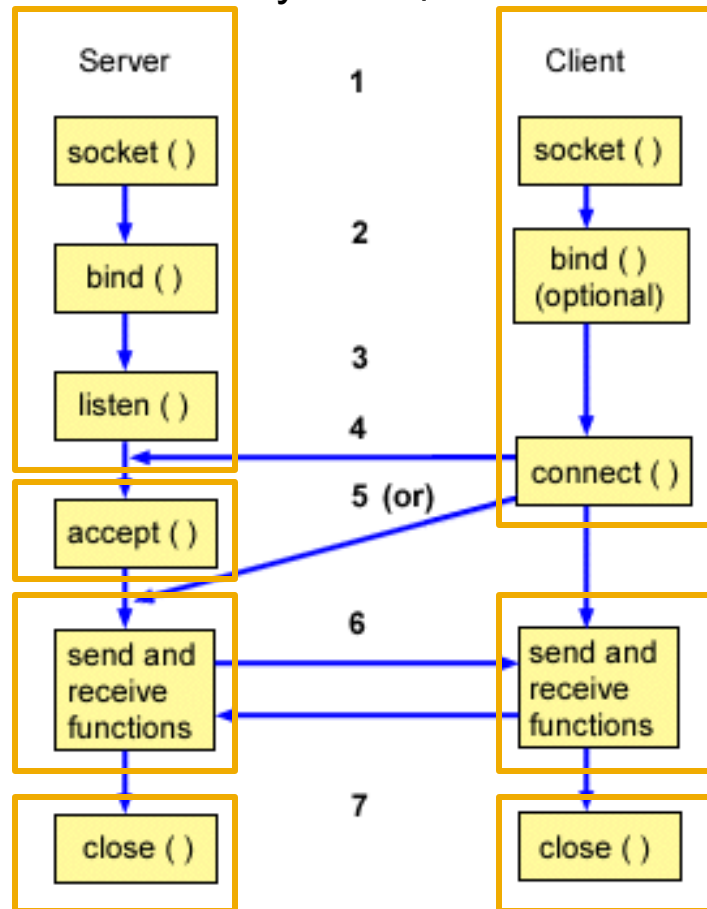 Server
Client
1
socket ( )
socket ( )
2
bind ( )
bind ( )
(optional)
3
listen ( )
4
connect ( )
5 (or)
accept ( )
6
send and
receive
functions
send and
receive
functions
7
close ( )
close ( )